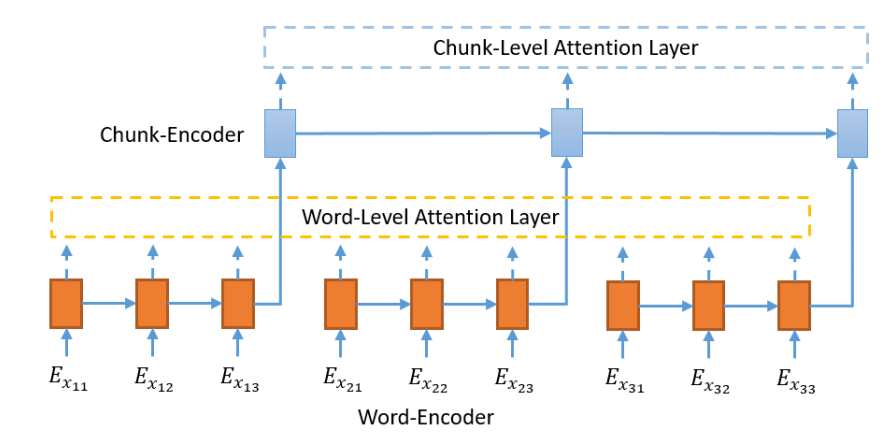 Chunk-Level Attention Layer
Chunk-Encoder
Word-Level Attention Layer
E_{x_{11}} E_{x_{12}} E_{x_{13}} E_{x_{21}} E_{x_{22}} E_{x_{23}} E_{x_{31}} E_{x_{32}} E_{x_{33}}
Word-Encoder